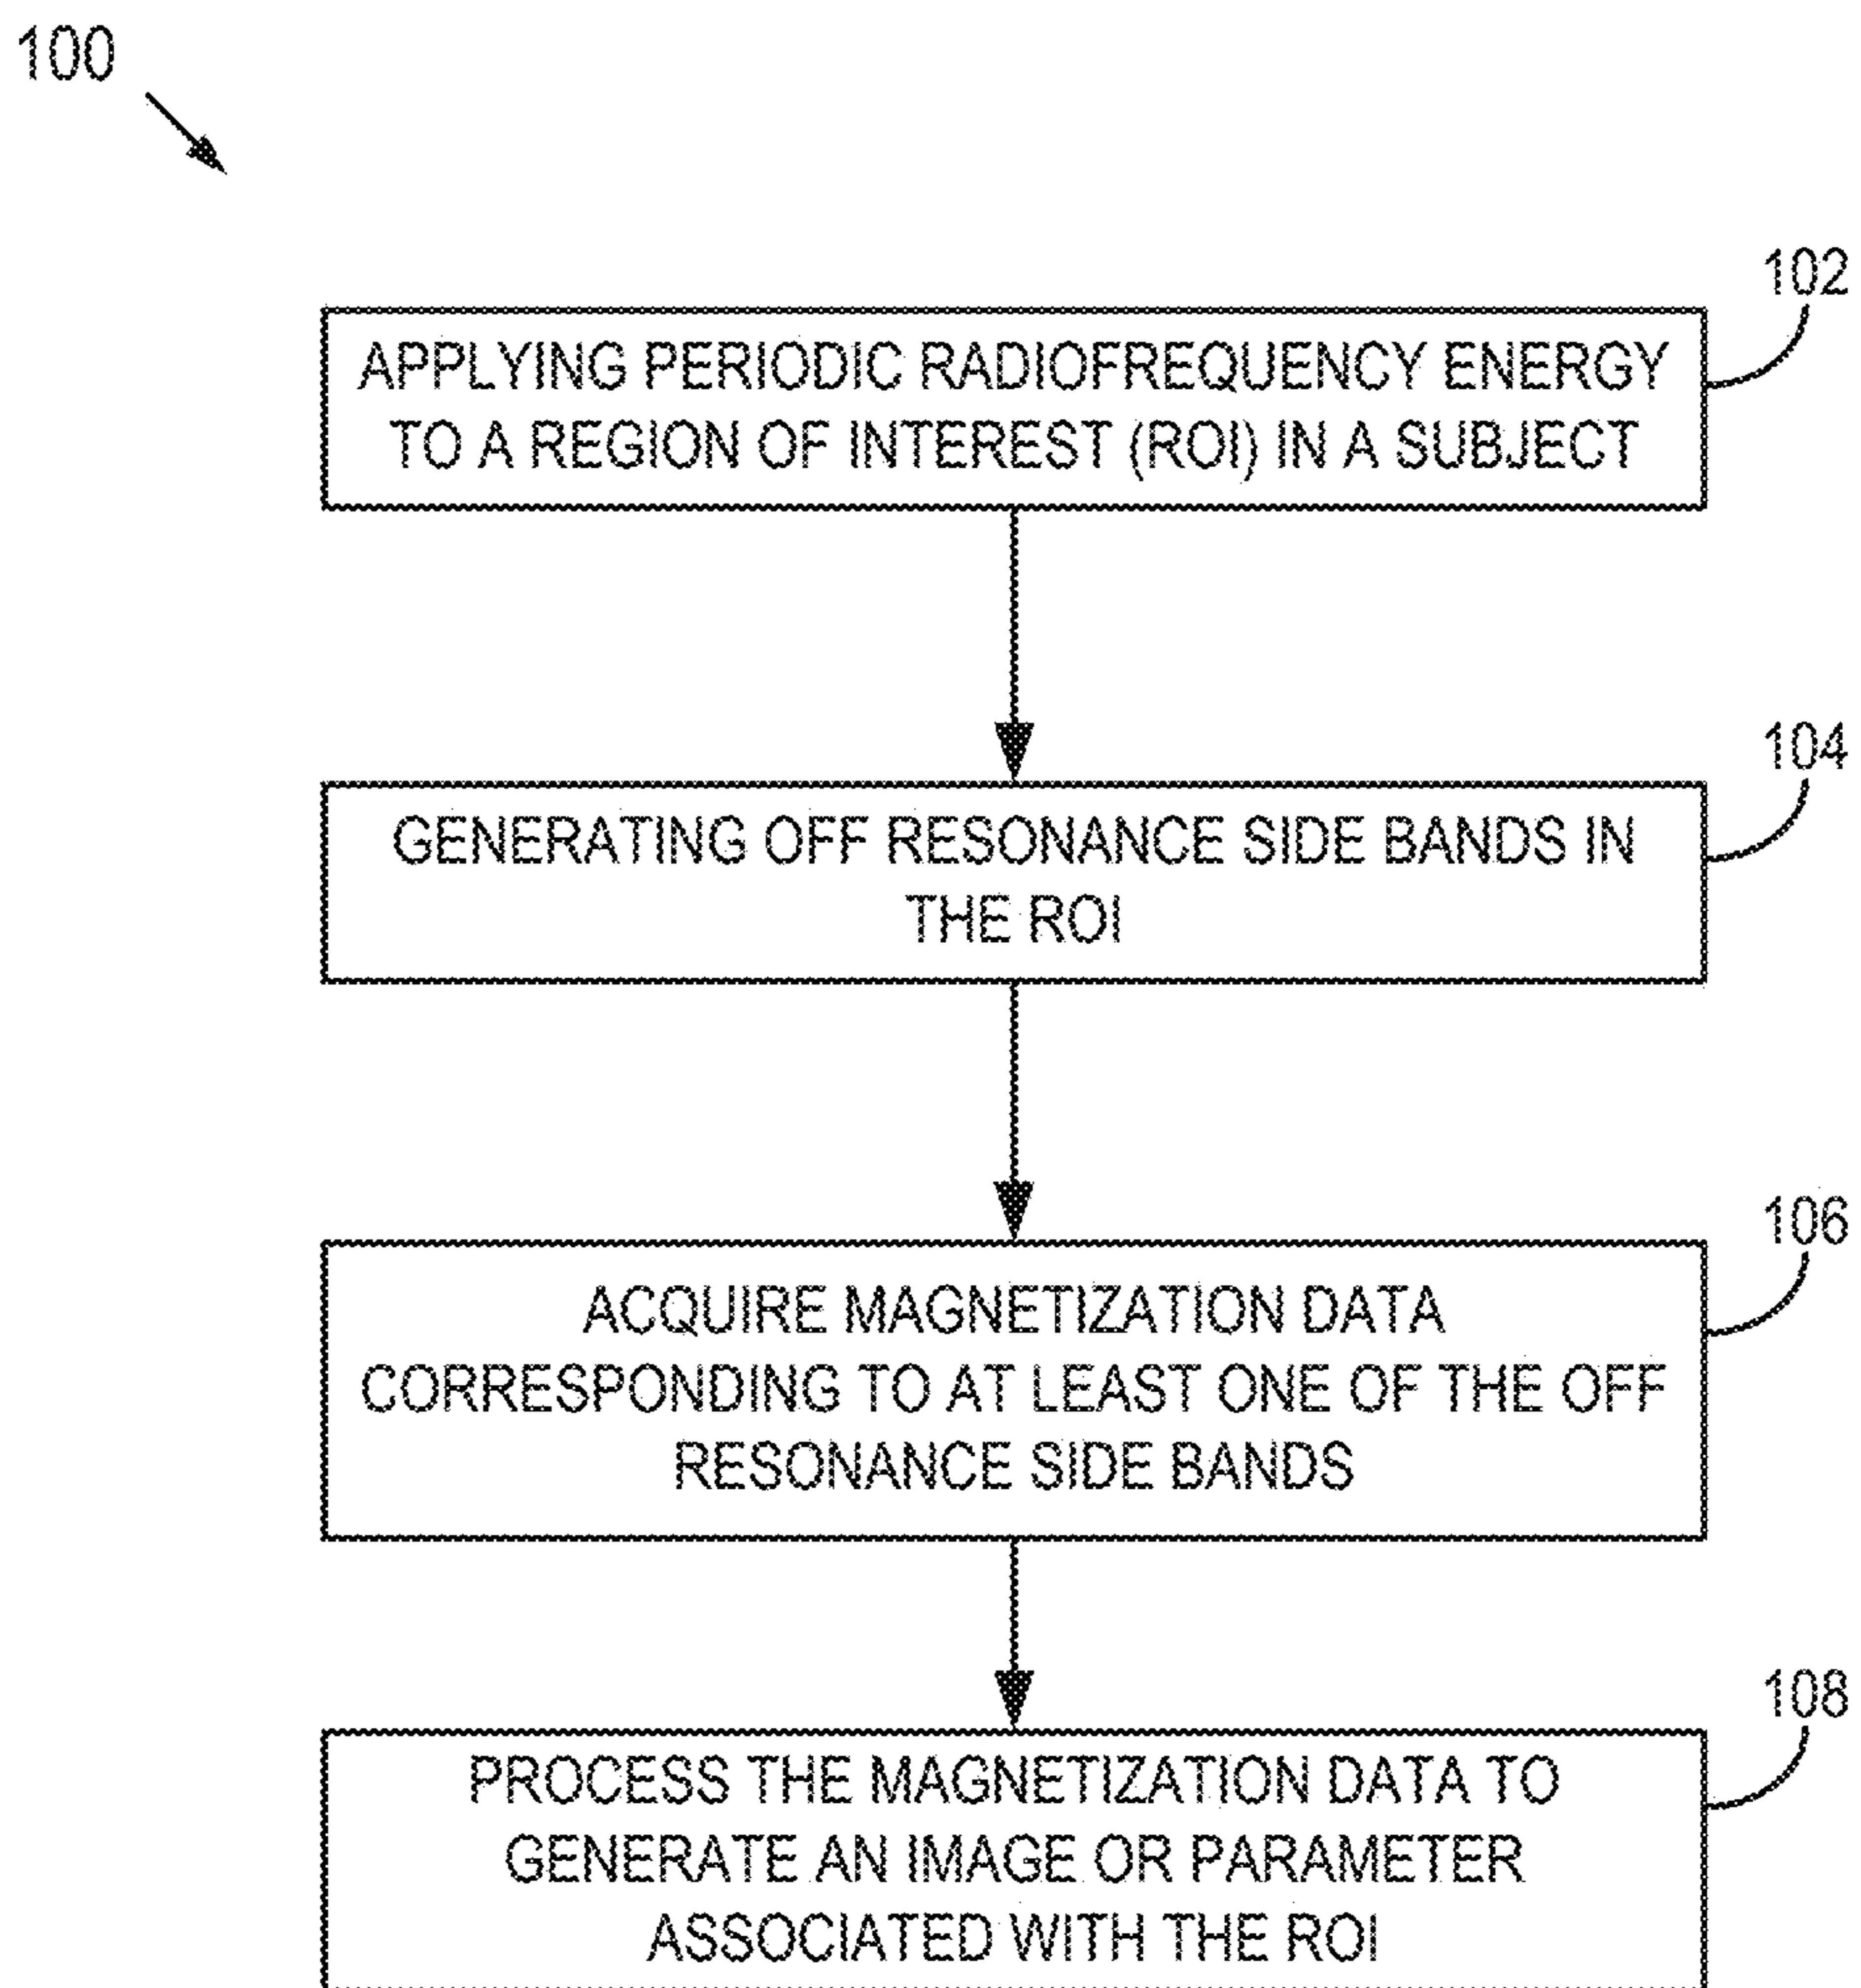 100
102
APPLYING PERIODIC RADIOFREQUENCY ENERGY
TO A REGION OF INTEREST (ROI) IN A SUBJECT
104
GENERATING OFF RESONANCE SIDE BANDS IN
THE ROI
106
ACQUIRE MAGNETIZATION DATA
CORRESPONDING TO AT LEAST ONE OF THE OFF
RESONANCE SIDE BANDS
108
PROCESS THE MAGNETIZATION DATA TO
GENERATE AN IMAGE OR PARAMETER
ASSOCIATED WITH THE ROI